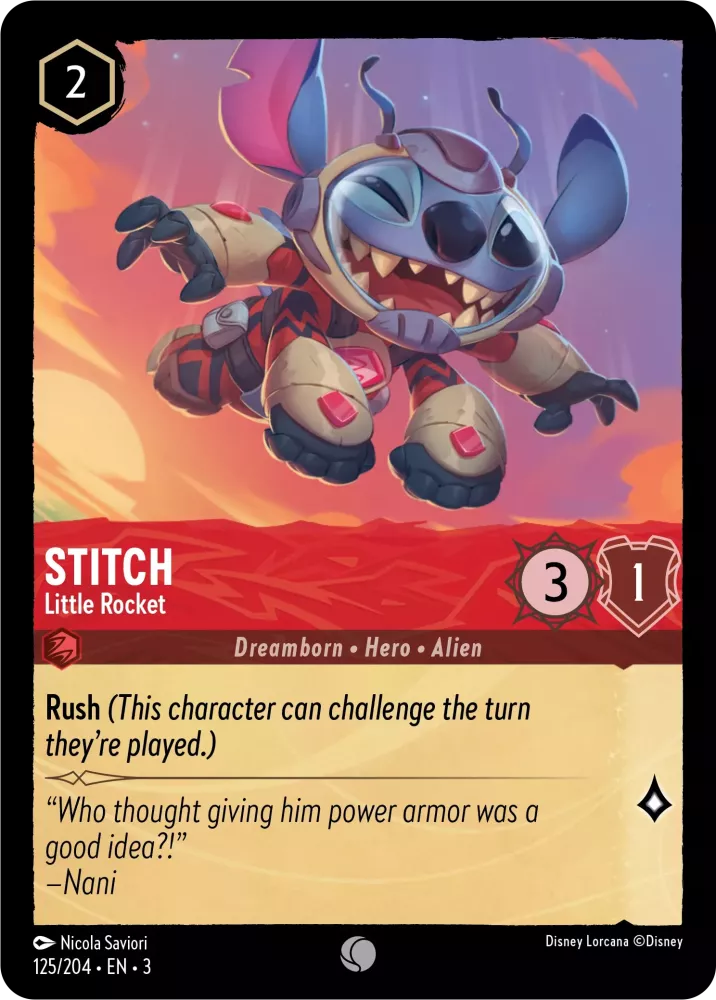 2
STITCH
Little Rocket
3
1
Dreamborn • Hero • Alien
Rush (This character can challenge the turn
they’re played.)
“Who thought giving him power armor was a
good idea?!”
–Nani
Nicola Saviori
Disney Lorcana ©Disney
125/204 • EN • 3